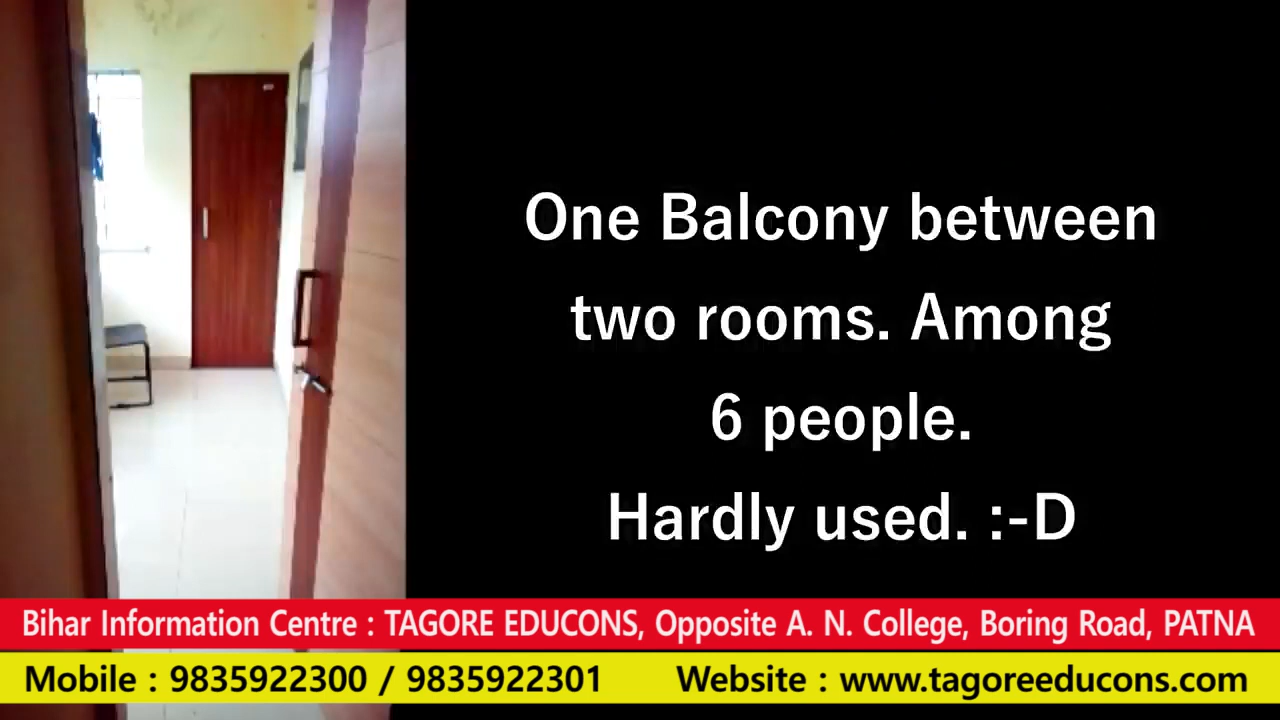 One Balcony between
two rooms. Among
6 people.
Hardly used. :-D
Bihar Information Centre : TAGORE EDUCONS, Opposite A. N. College, Boring Road, PATNA
Mobile : 9835922300 / 9835922301 Website : www.tagoreeducons.com